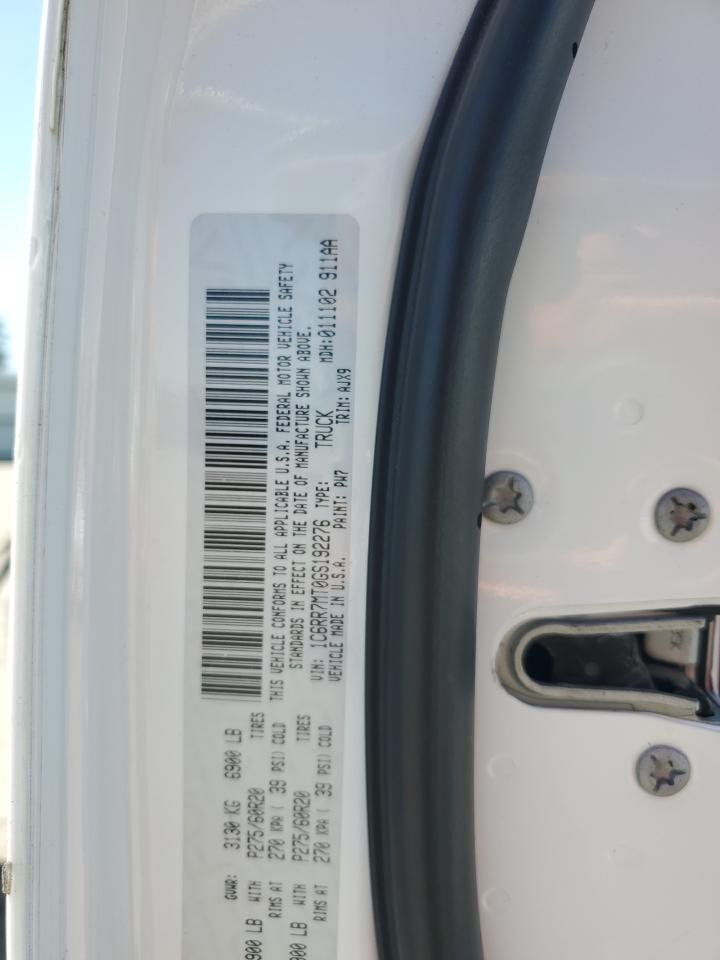 GVWR: 3130 KG 6900 LB
900 LB WITH P275/60R20 TIRES
RIMS AT 270 KPA ( 39 PSI) COLD
900 LB WITH P275/60R20 TIRES
RIMS AT 270 KPA ( 39 PSI) COLD
THIS VEHICLE CONFORMS TO ALL APPLICABLE U.S.A. FEDERAL MOTOR VEHICLE SAFETY
STANDARDS IN EFFECT ON THE DATE OF MANUFACTURE SHOWN ABOVE.
VIN: 1C6RR7MT0GS192276 TYPE: TRUCK MDH:011102 911AA
VEHICLE MADE IN U.S.A. PAINT: PW7 TRIM: AJX9